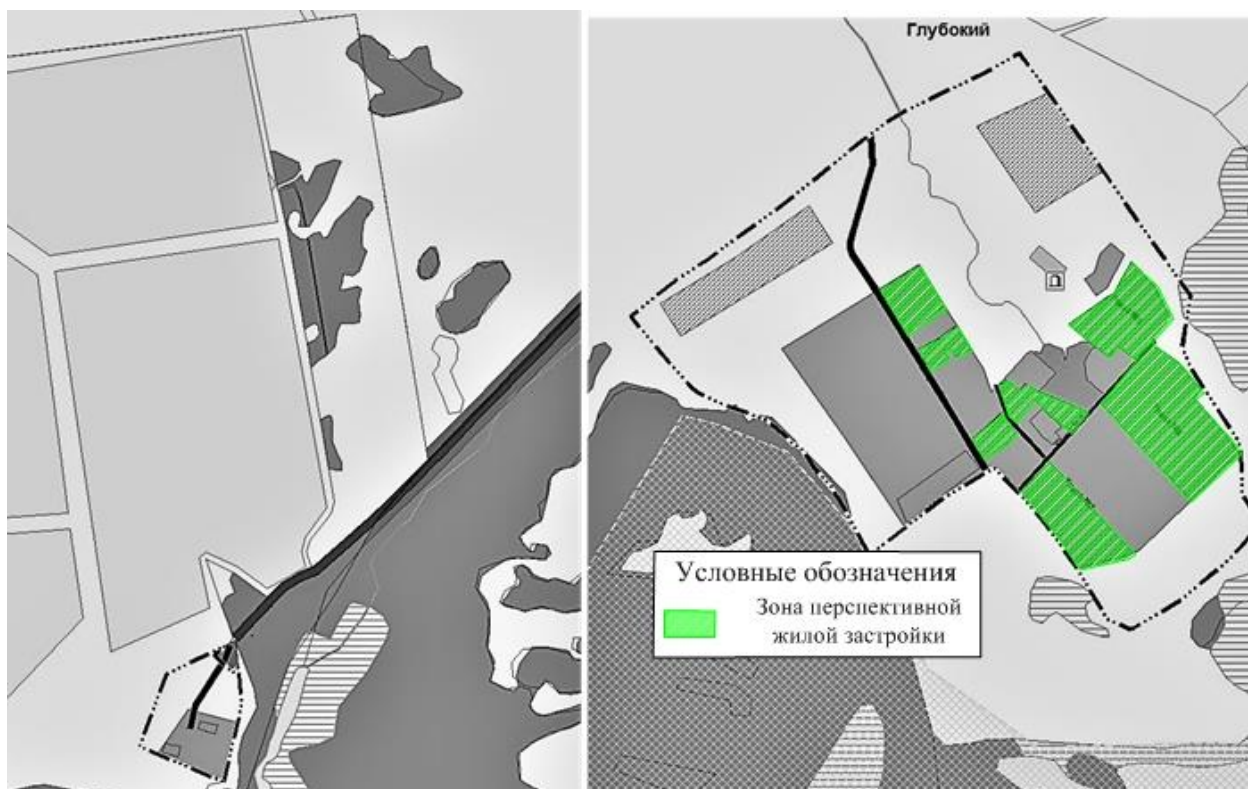 Глубокий
Условные обозначения
Зона перспективной
жилой застройки